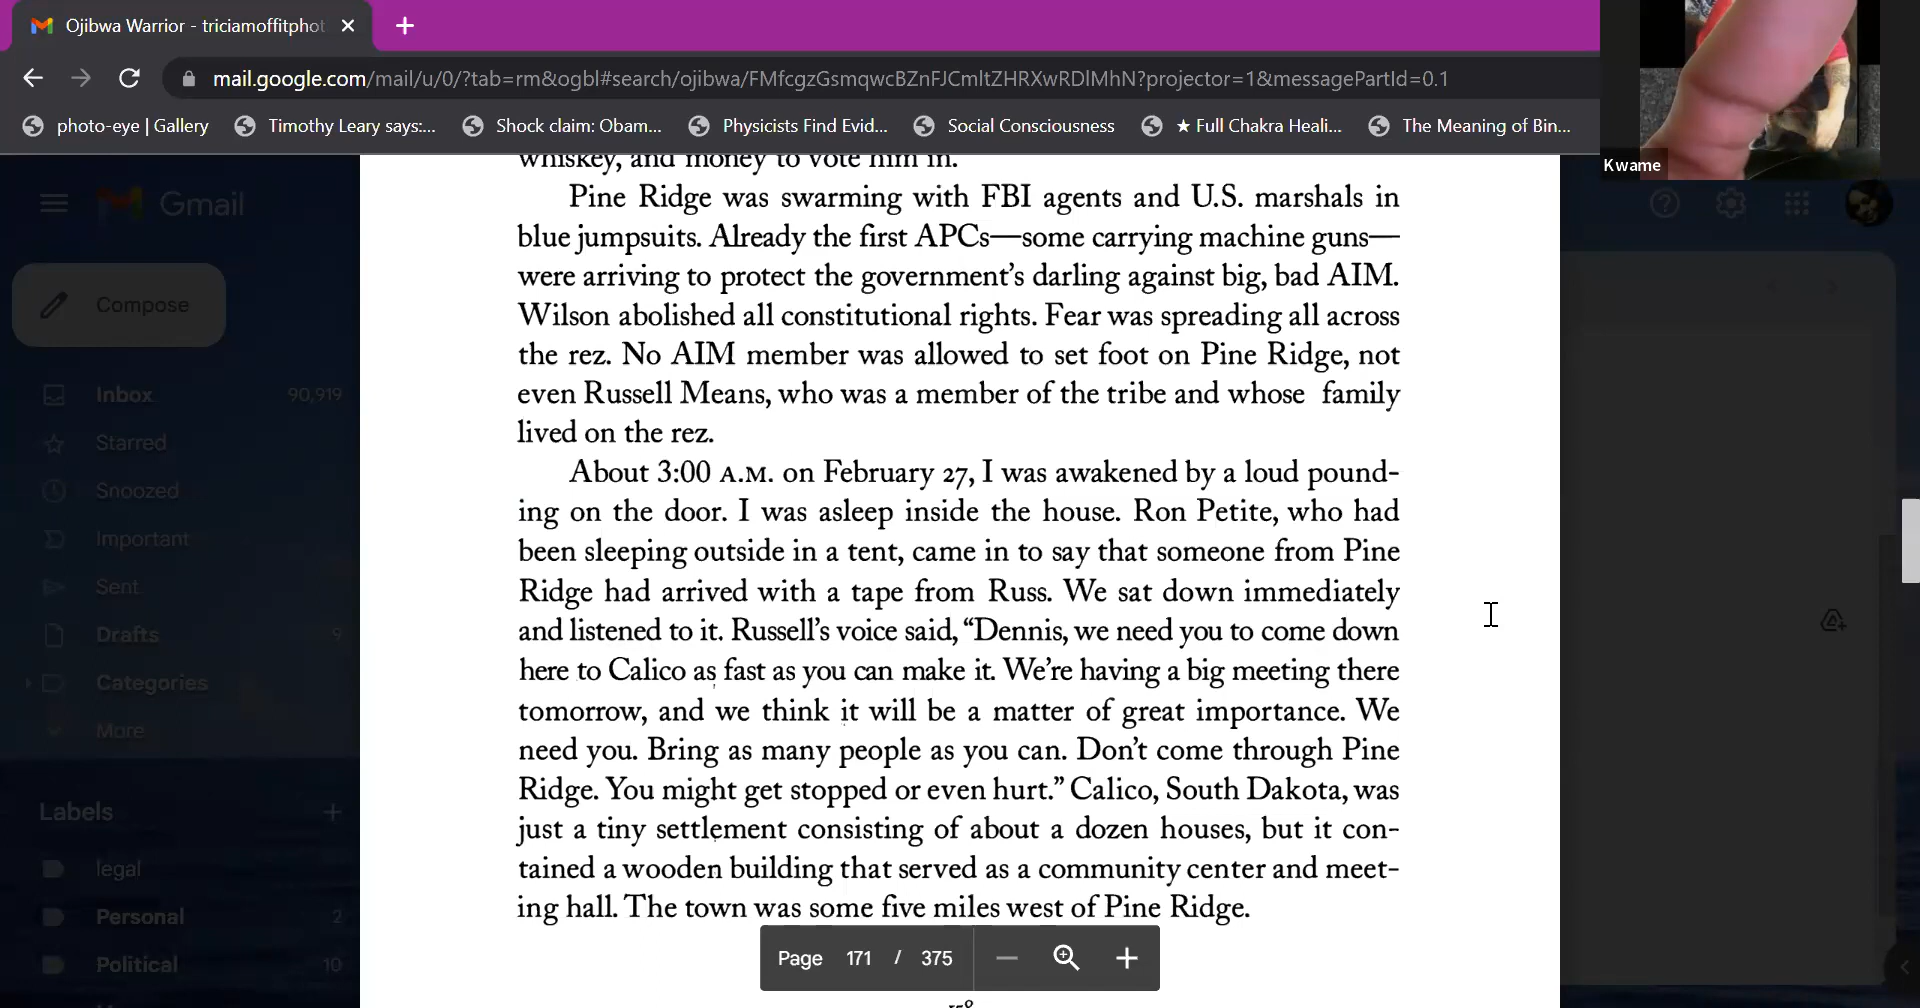 Ojibwa Warrior - triciamoffitphot
mail.google.com/mail/u/0/?tab=rm&ogbl#search/ojibwa/FMfcgzGsmqwcBZnFJCmltZHRXwRDlMhN?projector=1&messagePartId=0.1
photo-eye | Gallery
Timothy Leary says:...
Shock claim: Obam...
Physicists Find Evid...
Social Consciousness
★ Full Chakra Heali...
The Meaning of Bin...
Kwame
Gmail
Compose
Inbox 90,919
Starred
Snoozed
Important
Sent
Drafts 9
Categories
More
Labels
legal
Personal 2
Political 10
whiskey, and money to vote him in.
Pine Ridge was swarming with FBI agents and U.S. marshals in
blue jumpsuits. Already the first APCs—some carrying machine guns—
were arriving to protect the government's darling against big, bad AIM.
Wilson abolished all constitutional rights. Fear was spreading all across
the rez. No AIM member was allowed to set foot on Pine Ridge, not
even Russell Means, who was a member of the tribe and whose family
lived on the rez.
About 3:00 A.M. on February 27, I was awakened by a loud pound-
ing on the door. I was asleep inside the house. Ron Petite, who had
been sleeping outside in a tent, came in to say that someone from Pine
Ridge had arrived with a tape from Russ. We sat down immediately
and listened to it. Russell's voice said, “Dennis, we need you to come down
here to Calico as fast as you can make it. We're having a big meeting there
tomorrow, and we think it will be a matter of great importance. We
need you. Bring as many people as you can. Don't come through Pine
Ridge. You might get stopped or even hurt.” Calico, South Dakota, was
just a tiny settlement consisting of about a dozen houses, but it con-
tained a wooden building that served as a community center and meet-
ing hall. The town was some five miles west of Pine Ridge.
Page 171 / 375